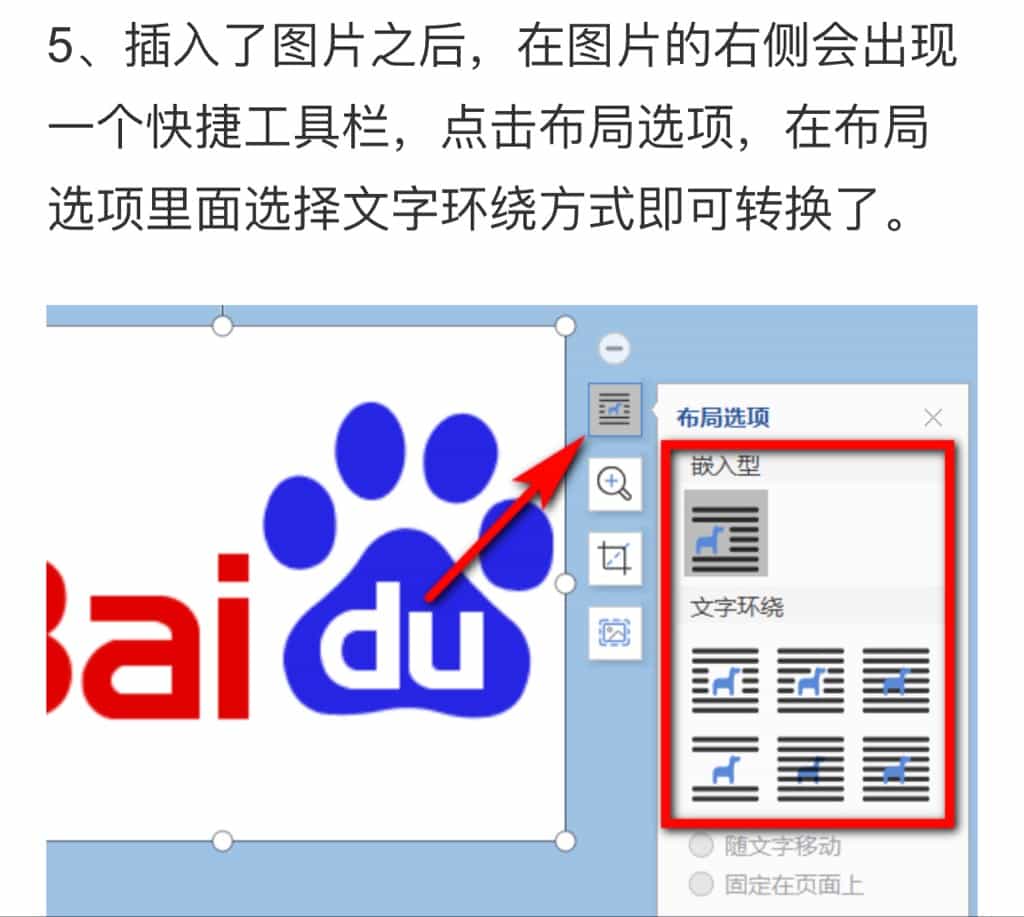 5、插入了图片之后，在图片的右侧会出现
一个快捷工具栏，点击布局选项，在布局
选项里面选择文字环绕方式即可转换了。
Bai du
布局选项
嵌入型
文字环绕
随文字移动
固定在页面上